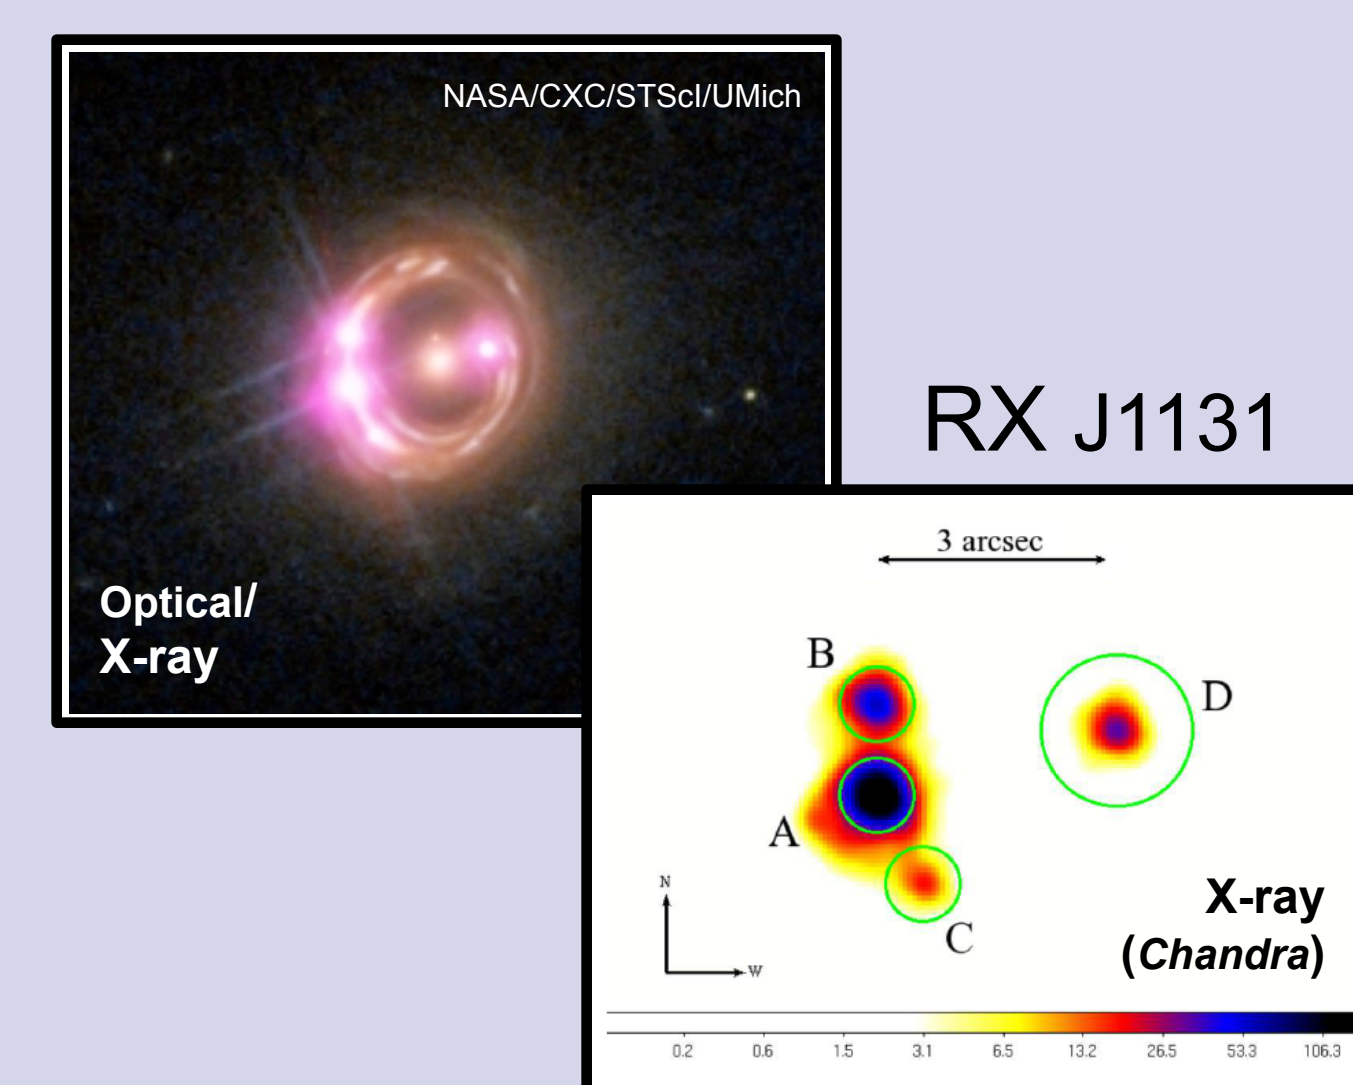 NASA/CXC/STScI/UMich
Optical/
X-ray
RX J1131
3 arcsec
B
D
A
C
N
W
X-ray
(Chandra)
0.2 0.6 1.5 3.1 6.5 13.2 26.5 53.3 106.3